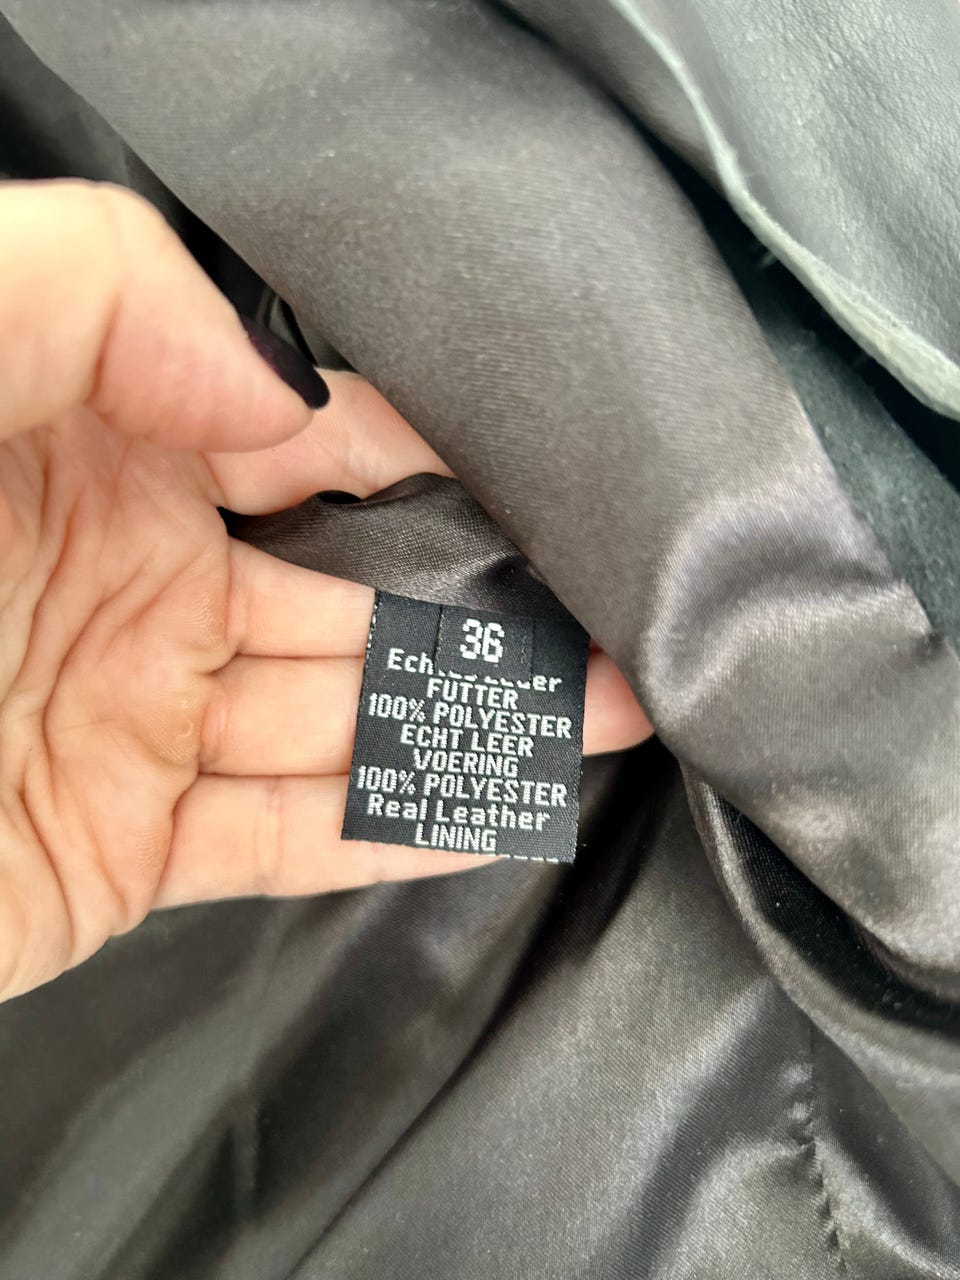 36
FUTTER
100% POLYESTER
ECHT LEER
VOERING
100% POLYESTER
Real Leather
LINING